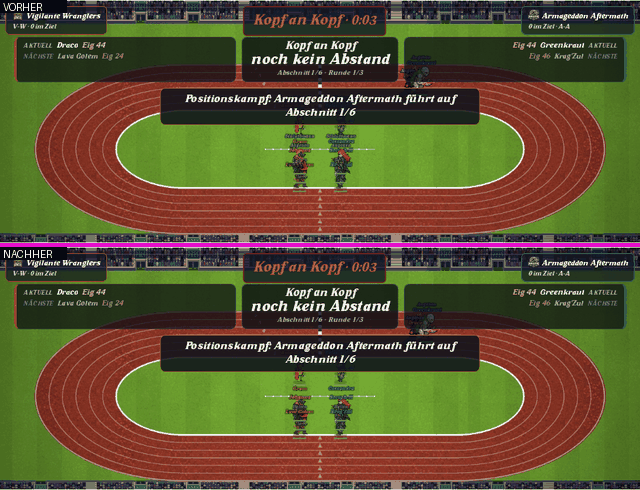 VORHER
Vigilante Wranglers
V-W · 0 im Ziel
Kopf an Kopf · 0:03
Armageddon Aftermath
0 im Ziel · A-A
AKTUELL Draco Eig 44
NÄCHSTE Lava Golem Eig 24
Kopf an Kopf
noch kein Abstand
Abschnitt 1/6 · Runde 1/3
Eig 44 Greenkraut AKTUELL
Eig 46 Krag'Zul NÄCHSTE
Positionskampf: Armageddon Aftermath führt auf
Abschnitt 1/6
NACHHER
Vigilante Wranglers
V-W · 0 im Ziel
Kopf an Kopf · 0:03
Armageddon Aftermath
0 im Ziel · A-A
AKTUELL Draco Eig 44
NÄCHSTE Lava Golem Eig 24
Kopf an Kopf
noch kein Abstand
Abschnitt 1/6 · Runde 1/3
Eig 44 Greenkraut AKTUELL
Eig 46 Krag'Zul NÄCHSTE
Positionskampf: Armageddon Aftermath führt auf
Abschnitt 1/6